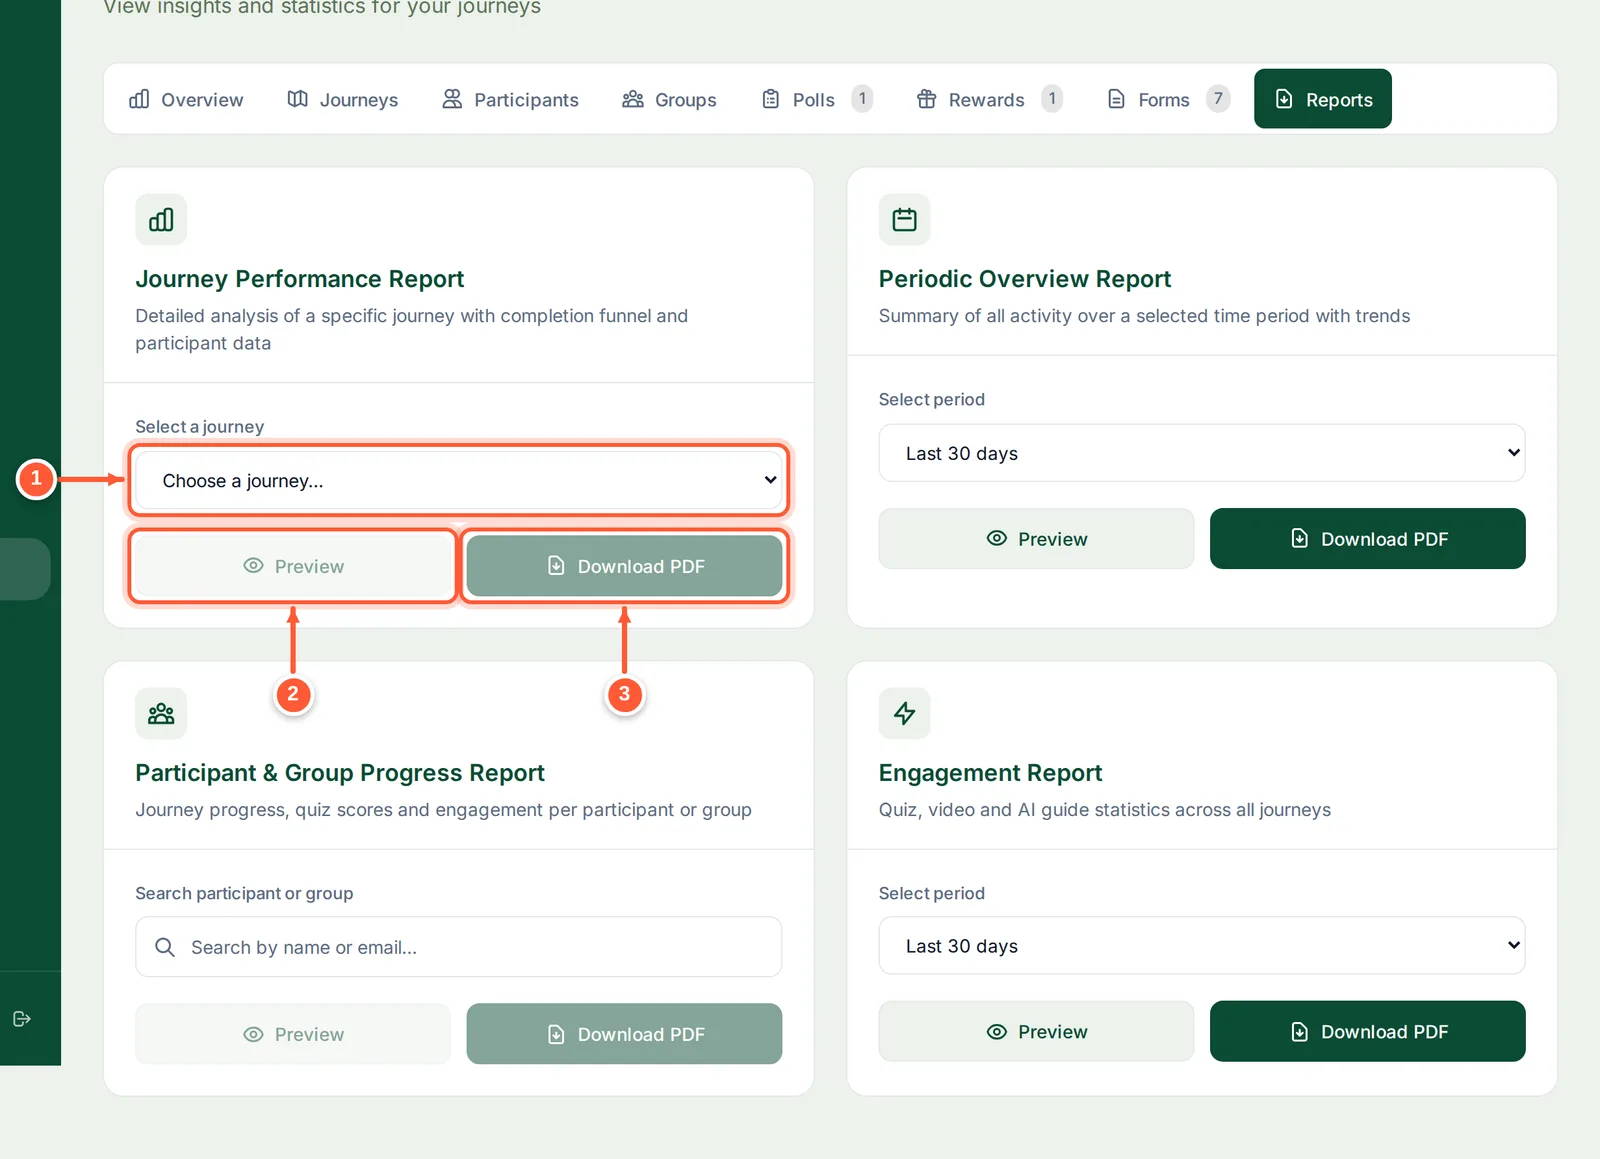 View insights and statistics for your journeys
Overview
Journeys
Participants
Groups
Polls 1
Rewards 1
Forms 7
Reports
Journey Performance Report
Detailed analysis of a specific journey with completion funnel and
participant data
Select a journey
1
Choose a journey...
Preview
Download PDF
2
3
Periodic Overview Report
Summary of all activity over a selected time period with trends
Select period
Last 30 days
Preview
Download PDF
Participant & Group Progress Report
Journey progress, quiz scores and engagement per participant or group
Search participant or group
Search by name or email...
Preview
Download PDF
Engagement Report
Quiz, video and AI guide statistics across all journeys
Select period
Last 30 days
Preview
Download PDF